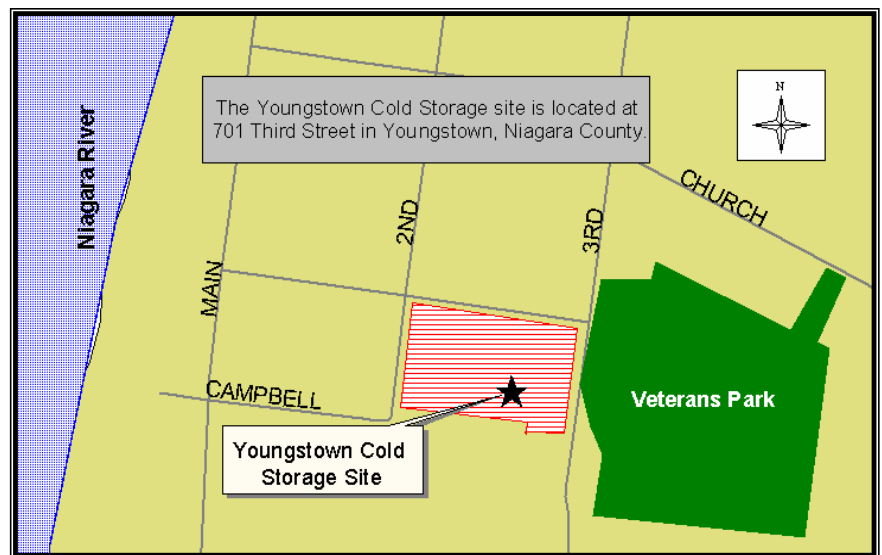 The Youngstown Cold Storage site is located at
701 Third Street in Youngstown, Niagara County.
N
Niagara River
CHURCH
2ND
3RD
MAIN
CAMPBELL
Veterans Park
Youngstown Cold
Storage Site